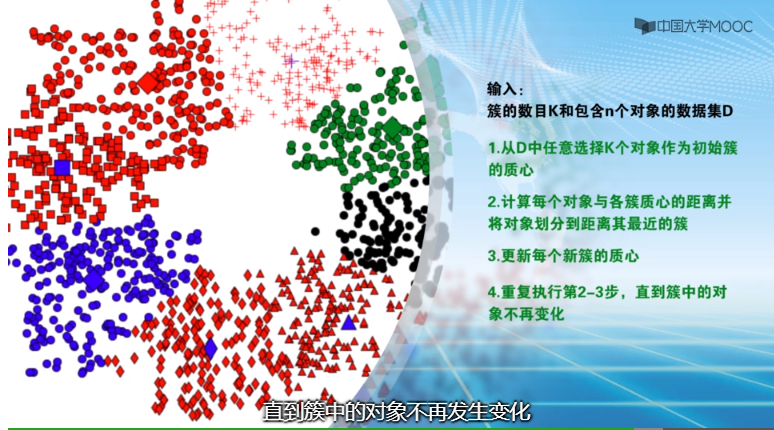 中国大学MOOC
输入：
簇的数目K和包含n个对象的数据集D
1.从D中任意选择K个对象作为初始簇
的质心
2.计算每个对象与各簇质心的距离并
将对象划分到距离其最近的簇
3.更新每个新簇的质心
4.重复执行第2-3步，直到簇中的对
象不再变化
直到簇中的对象不再发生变化